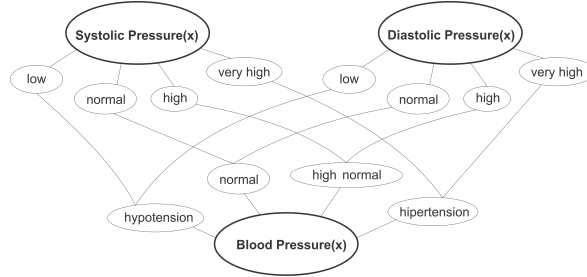 Systolic Pressure(x)
Diastolic Pressure(x)
low
normal
high
very high
low
normal
high
very high
normal
high normal
hypotension
hipertension
Blood Pressure(x)